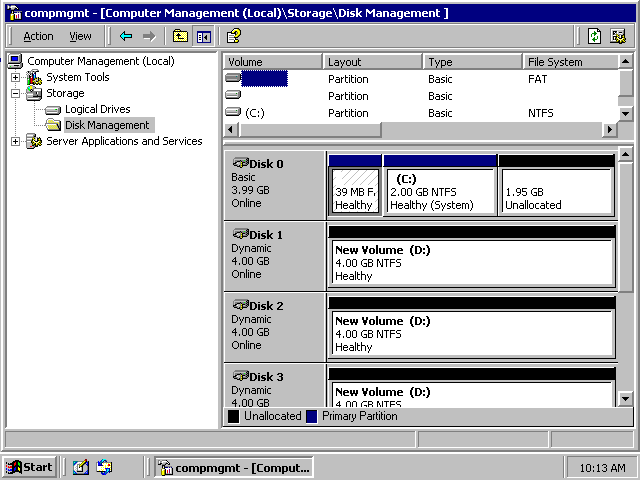 compmgmt - [Computer Management (Local)\Storage\Disk Management ]
Action View
Computer Management (Local)
System Tools
Storage
Logical Drives
Disk Management
Server Applications and Services
Volume Layout Type File System
Partition Basic FAT
Partition Basic
(C:) Partition Basic NTFS
Disk 0
Basic
3.99 GB
Online
39 MB F
Healthy
(C:)
2.00 GB NTFS
Healthy (System)
1.95 GB
Unallocated
Disk 1
Dynamic
4.00 GB
Online
New Volume (D:)
4.00 GB NTFS
Healthy
Disk 2
Dynamic
4.00 GB
Online
New Volume (D:)
4.00 GB NTFS
Healthy
Disk 3
Dynamic
4.00 GB
New Volume (D:)
4.00 GB NTFS
Unallocated Primary Partition
Start compmgmt - [Comput... 10:13 AM